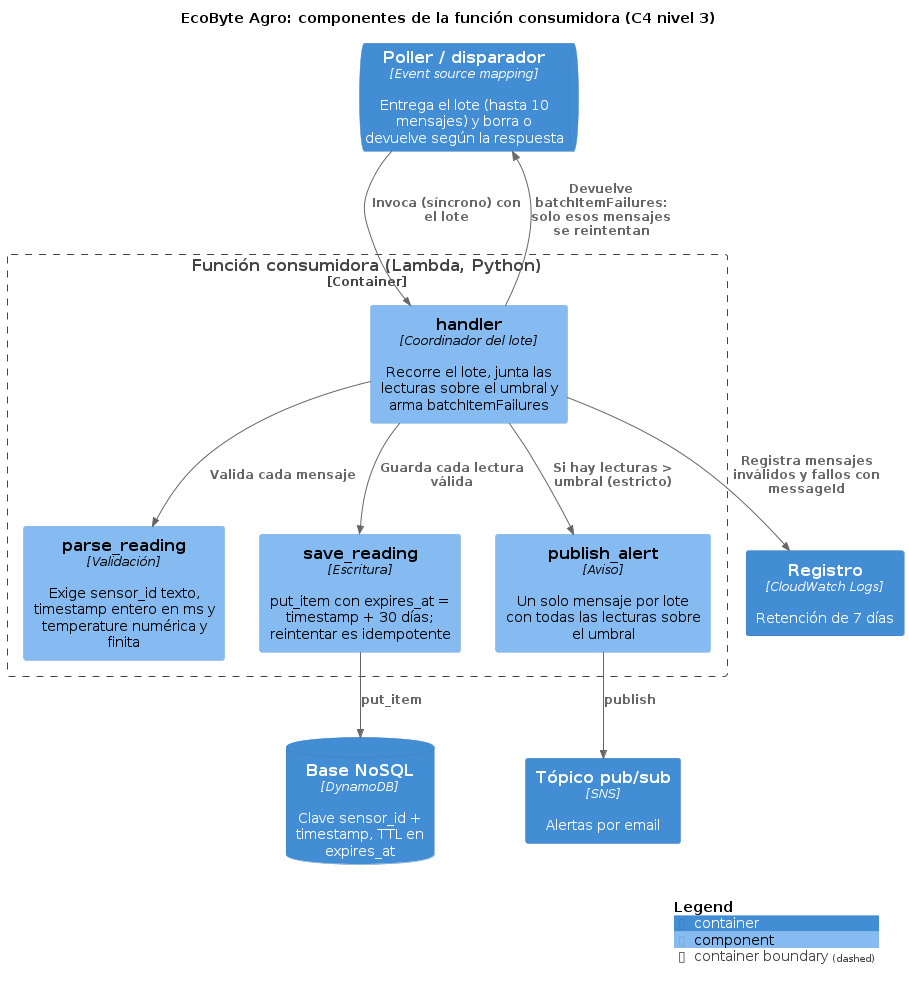 EcoByte Agro: componentes de la función consumidora (C4 nivel 3)
Poller / disparador
[Event source mapping]
Entrega el lote (hasta 10
mensajes) y borra o
devuelve según la respuesta
Invoca (síncrono) con
el lote
Devuelve
batchItemFailures:
solo esos mensajes
se reintentan
Función consumidora (Lambda, Python)
[Container]
handler
[Coordinador del lote]
Recorre el lote, junta las
lecturas sobre el umbral y
arma batchItemFailures
Valida cada mensaje
Guarda cada lectura
válida
Si hay lecturas >
umbral (estricto)
Registra mensajes
inválidos y fallos con
messageId
parse_reading
[Validación]
Exige sensor_id texto,
timestamp entero en ms y
temperature numérica y
finita
save_reading
[Escritura]
put_item con expires_at =
timestamp + 30 días;
reintentar es idempotente
publish_alert
[Aviso]
Un solo mensaje por lote
con todas las lecturas sobre
el umbral
Registro
[CloudWatch Logs]
Retención de 7 días
put_item
publish
Base NoSQL
[DynamoDB]
Clave sensor_id +
timestamp, TTL en
expires_at
Tópico pub/sub
[SNS]
Alertas por email
Legend
container
component
container boundary (dashed)